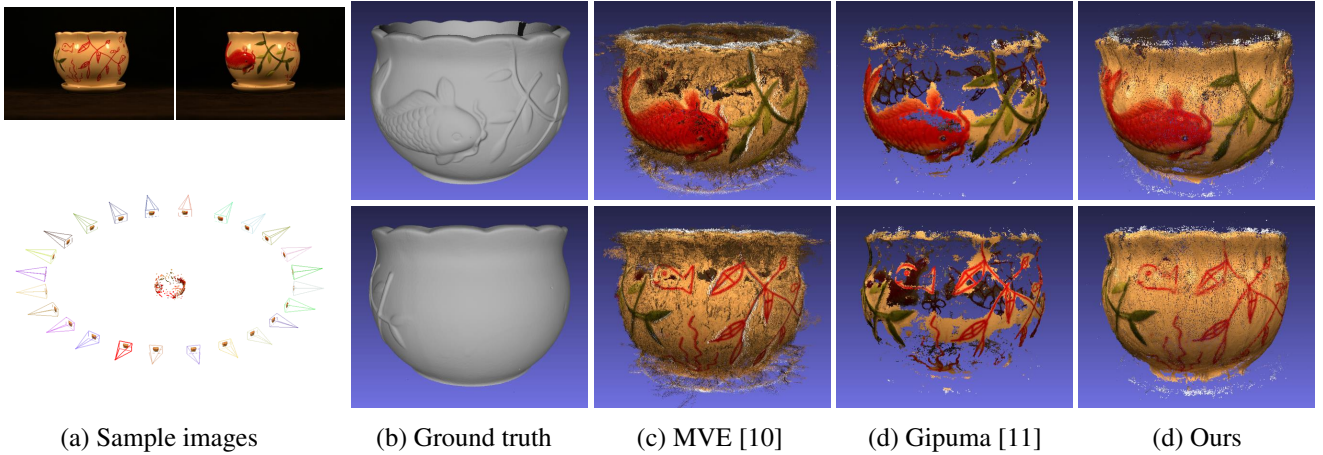 (a) Sample images
(b) Ground truth
(c) MVE [10]
(d) Gipuma [11]
(d) Ours